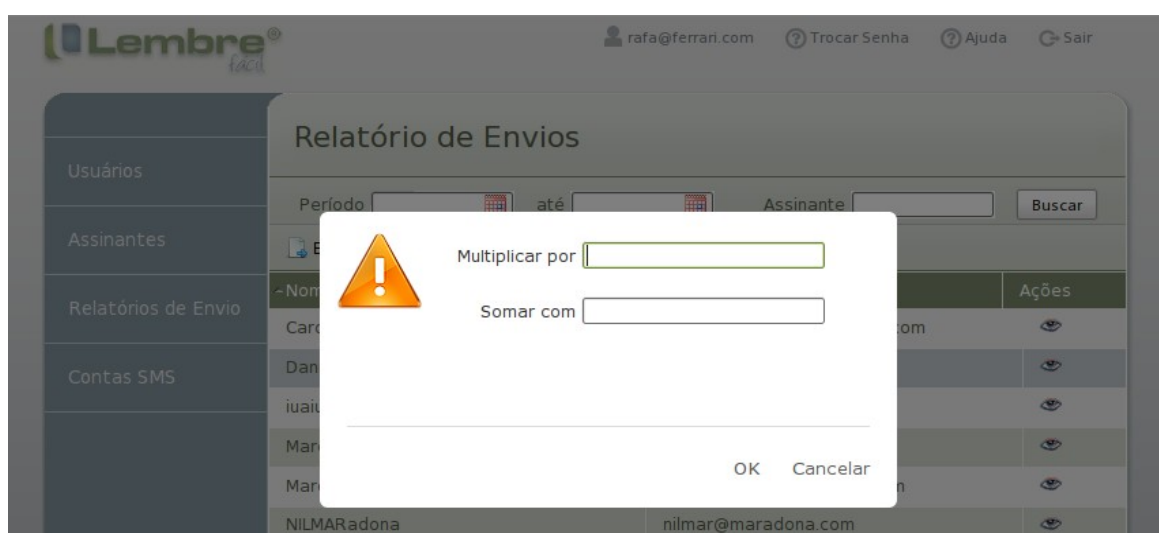 Lembre®
fácil
rafa@ferrari.com Trocar Senha Ajuda Sair
Relatório de Envios
Usuários
Assinantes
Relatórios de Envio
Contas SMS
Período até Assinante Buscar
Multiplicar por
Somar com
OK Cancelar
Ações
iuaiu
NILMARadona nilmar@maradona.com